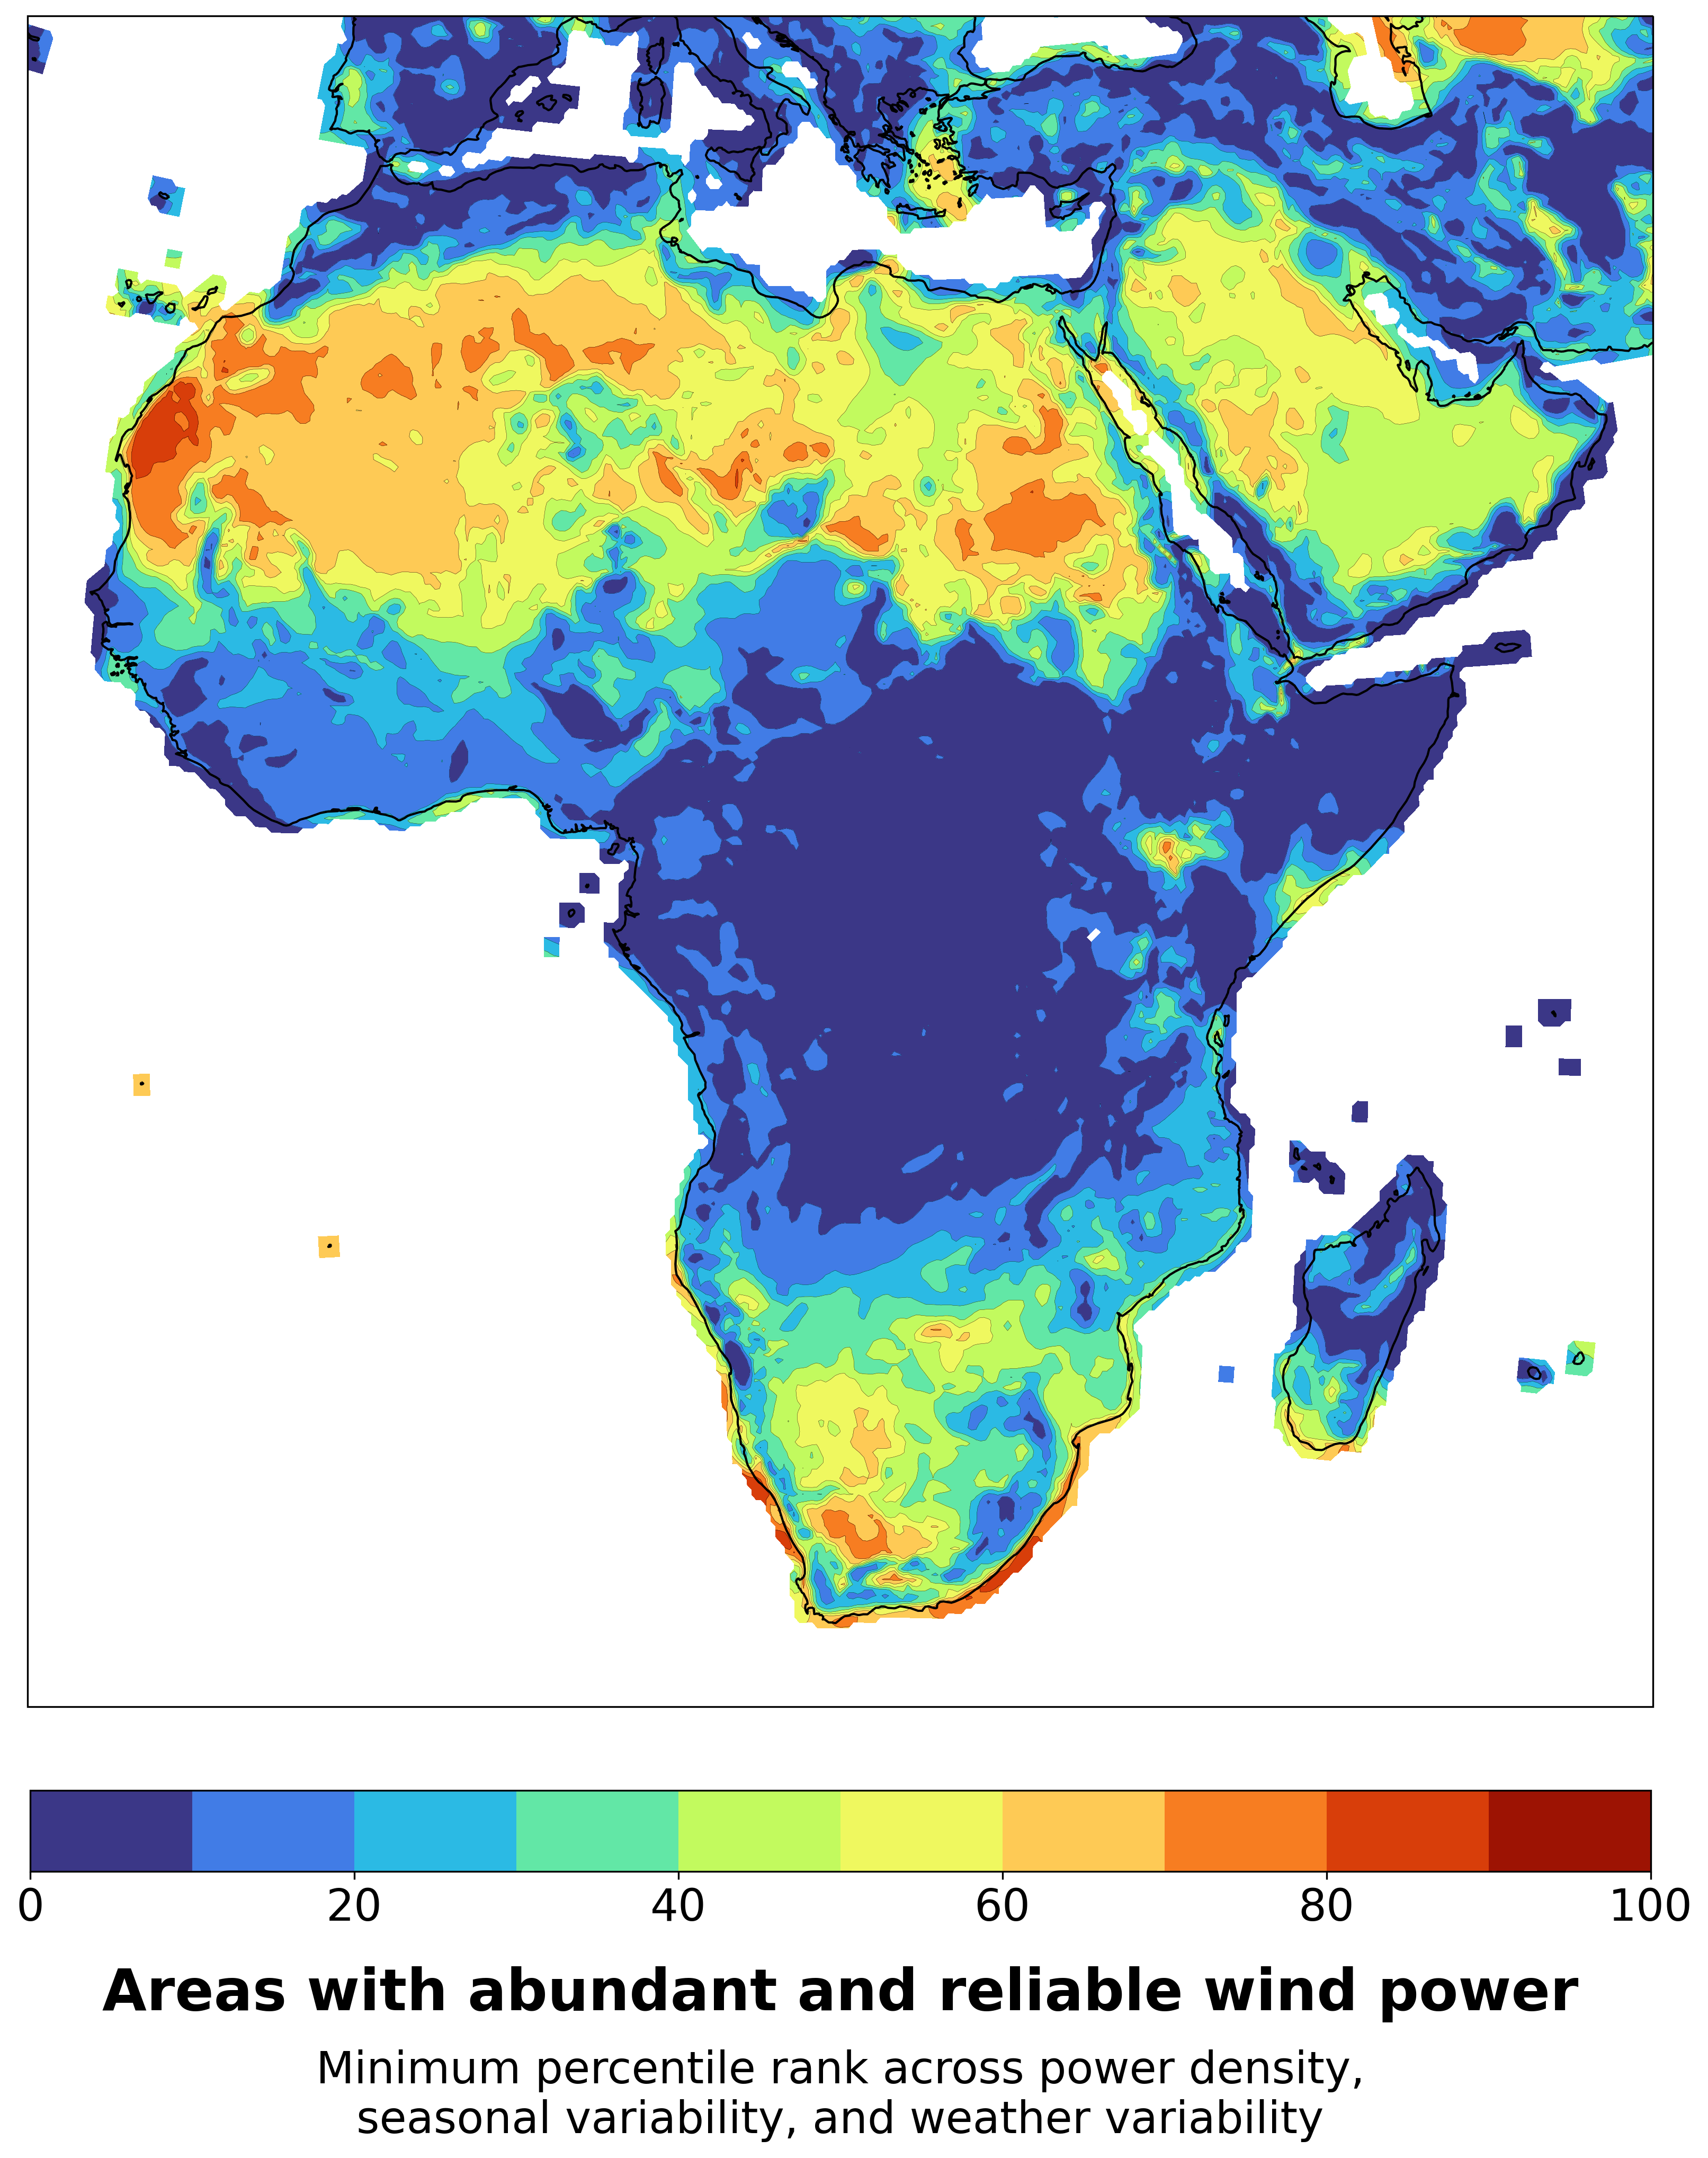 0 20 40 60 80 100
Areas with abundant and reliable wind power
Minimum percentile rank across power density,
seasonal variability, and weather variability